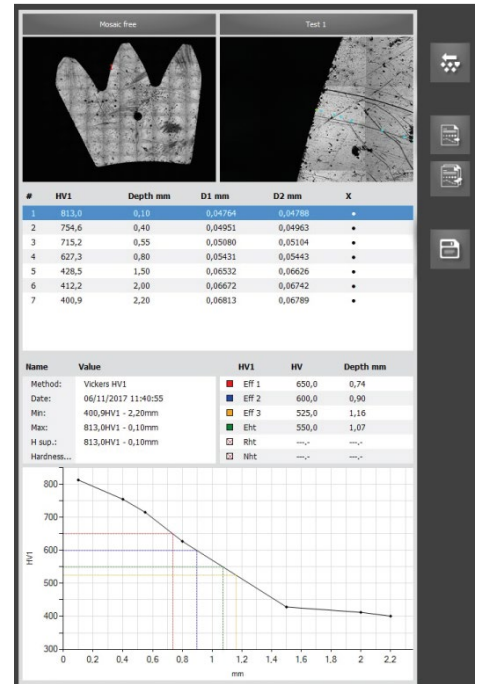 Mosaic free Test 1
# HV1 Depth mm D1 mm D2 mm X
1 813,0 0,10 0,04764 0,04788 •
2 754,6 0,40 0,04951 0,04963 •
3 715,2 0,55 0,05080 0,05104 •
4 627,3 0,80 0,05431 0,05443 •
5 428,5 1,50 0,06532 0,06626 •
6 412,2 2,00 0,06672 0,06742 •
7 400,9 2,20 0,06813 0,06789 •
Name Value HV1 HV Depth mm
Method: Vickers HV1 Eff 1 650,0 0,74
Date: 06/11/2017 11:40:55 Eff 2 600,0 0,90
Min: 400,9HV1 - 2,20mm Eff 3 525,0 1,16
Max: 813,0HV1 - 0,10mm Eht 550,0 1,07
H sup.: 813,0HV1 - 0,10mm Rht ---,- ---,-
Hardness... Nht ---,- ---,-
800
700
600
500
400
300
HV1
0 0,2 0,4 0,6 0,8 1 1,2 1,4 1,6 1,8 2 2,2
mm